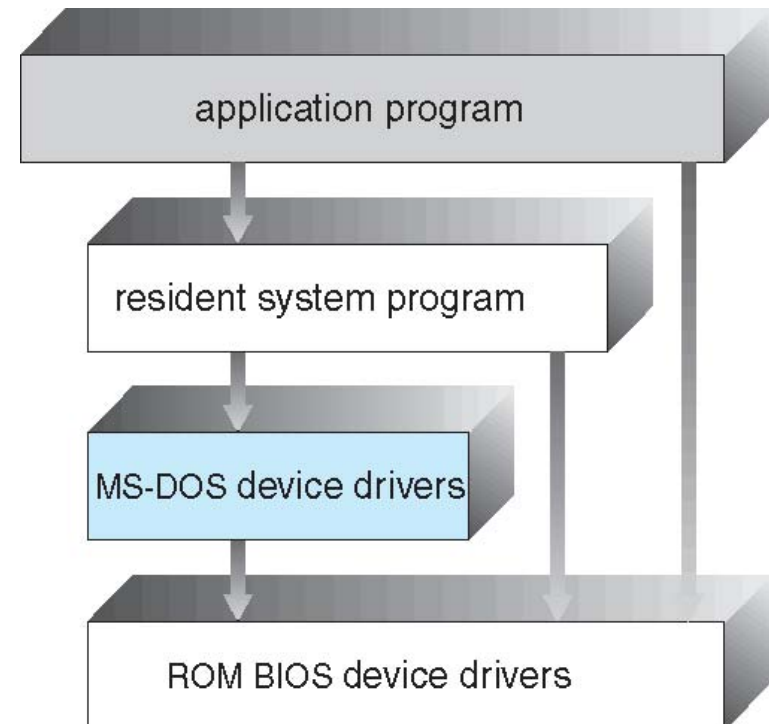 application program
resident system program
MS-DOS device drivers
ROM BIOS device drivers